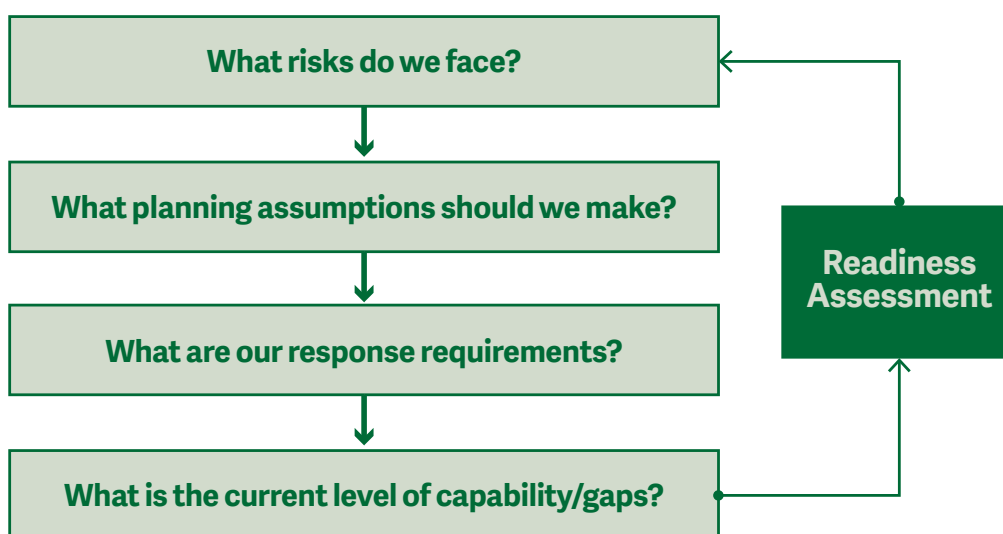 What risks do we face?
What planning assumptions should we make?
What are our response requirements?
What is the current level of capability/gaps?
Readiness
Assessment